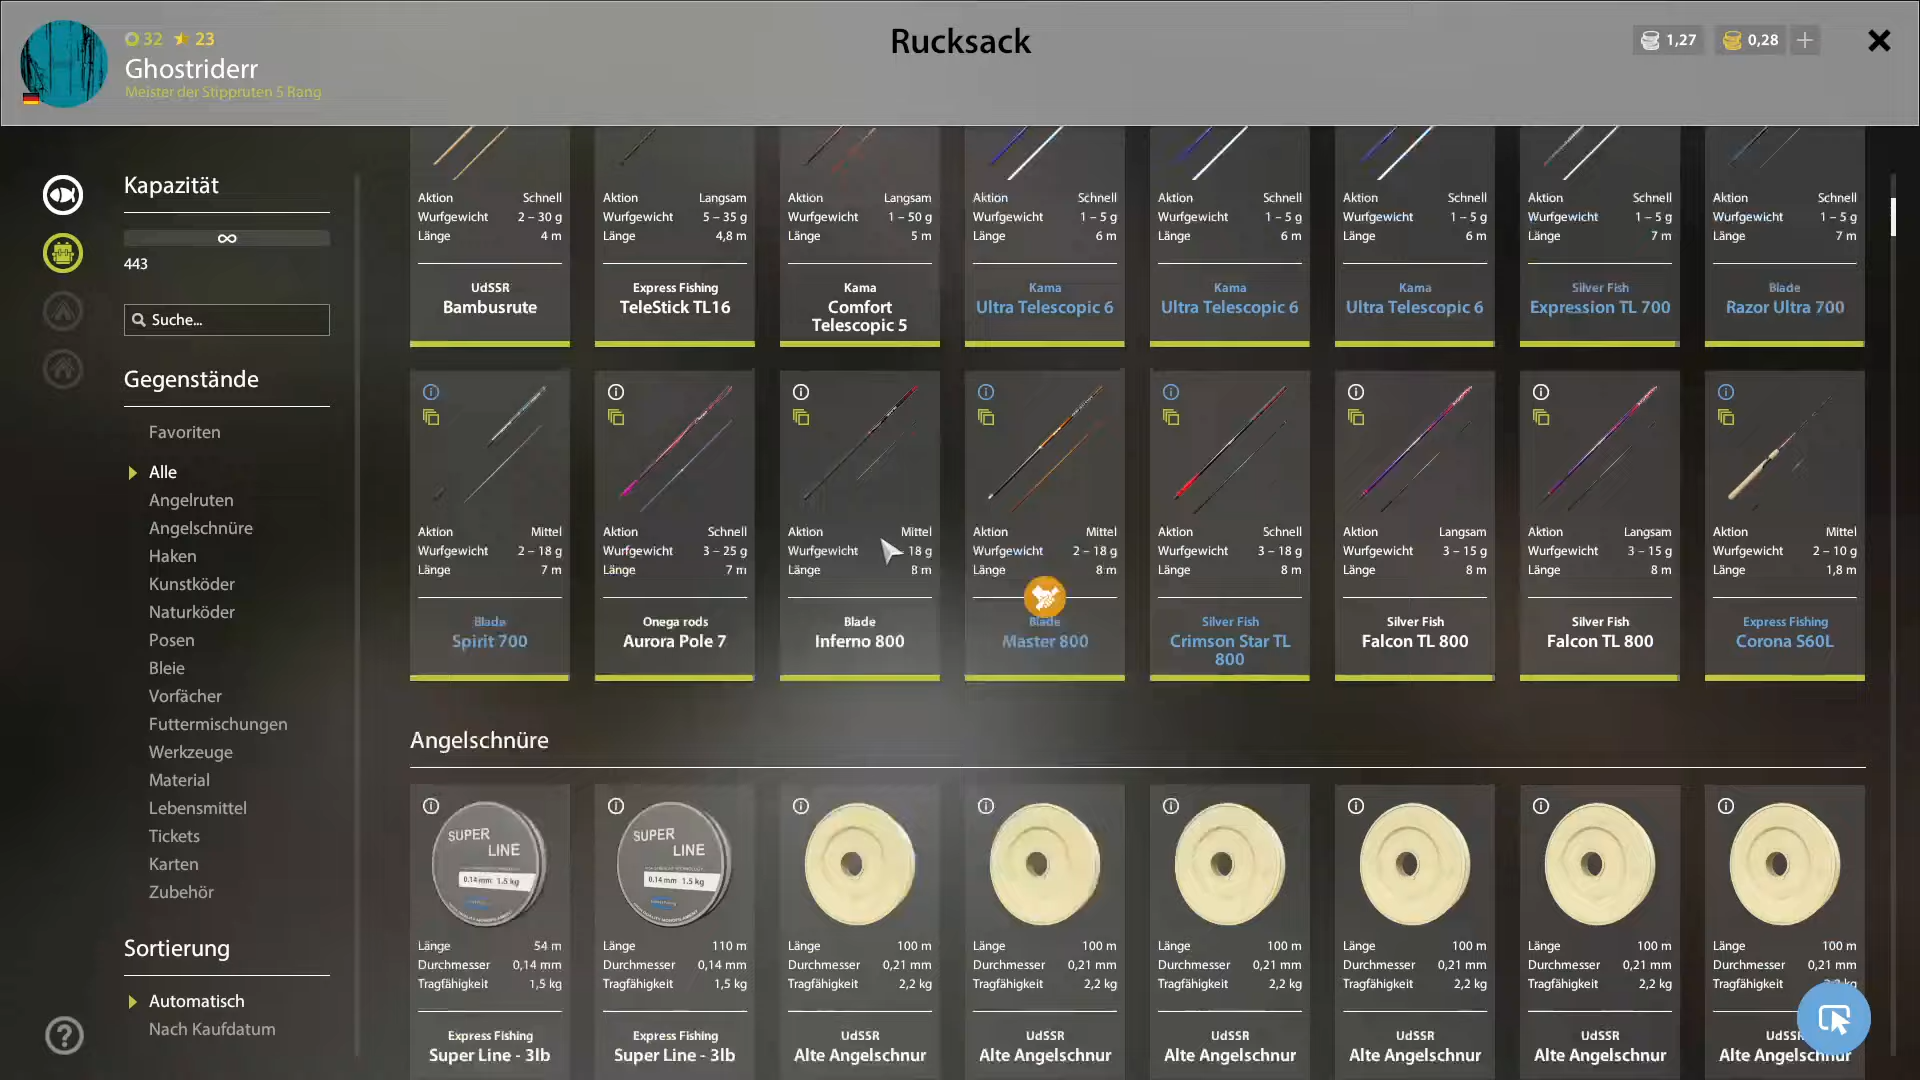 32 23
Ghostriderr
Meister der Stippruten 5 Rang
Rucksack
1,27 0,28
Kapazität
∞
443
Suche...
Gegenstände
Favoriten
Alle
Angelruten
Angelschnüre
Haken
Kunstköder
Naturköder
Posen
Bleie
Vorfächer
Futtermischungen
Werkzeuge
Material
Lebensmittel
Tickets
Karten
Zubehör
Sortierung
Automatisch
Nach Kaufdatum
Aktion Schnell
Wurfgewicht 2 – 30 g
Länge 4 m
UdSSR
Bambusrute
Aktion Langsam
Wurfgewicht 5 – 35 g
Länge 4,8 m
Express Fishing
TeleStick TL16
Aktion Langsam
Wurfgewicht 1 – 50 g
Länge 5 m
Kama
Comfort
Telescopic 5
Aktion Schnell
Wurfgewicht 1 – 5 g
Länge 6 m
Kama
Ultra Telescopic 6
Aktion Schnell
Wurfgewicht 1 – 5 g
Länge 6 m
Kama
Ultra Telescopic 6
Aktion Schnell
Wurfgewicht 1 – 5 g
Länge 6 m
Kama
Ultra Telescopic 6
Aktion Schnell
Wurfgewicht 1 – 5 g
Länge 7 m
Silver Fish
Expression TL 700
Aktion Schnell
Wurfgewicht 1 – 5 g
Länge 7 m
Blade
Razor Ultra 700
Aktion Mittel
Wurfgewicht 2 – 18 g
Länge 7 m
Blade
Spirit 700
Aktion Schnell
Wurfgewicht 3 – 25 g
Länge 7 m
Onega rods
Aurora Pole 7
Aktion Mittel
Wurfgewicht 18 g
Länge 8 m
Blade
Inferno 800
Aktion Mittel
Wurfgewicht 2 – 18 g
Länge 8 m
Blade
Master 800
Aktion Schnell
Wurfgewicht 3 – 18 g
Länge 8 m
Silver Fish
Crimson Star TL
800
Aktion Langsam
Wurfgewicht 3 – 15 g
Länge 8 m
Silver Fish
Falcon TL 800
Aktion Langsam
Wurfgewicht 3 – 15 g
Länge 8 m
Silver Fish
Falcon TL 800
Aktion Mittel
Wurfgewicht 2 – 10 g
Länge 1,8 m
Express Fishing
Corona S60L
Angelschnüre
SUPER
LINE
0.14 mm 1.5 kg
Länge 54 m
Durchmesser 0,14 mm
Tragfähigkeit 1,5 kg
Express Fishing
Super Line - 3lb
SUPER
LINE
0.14 mm 1.5 kg
Länge 110 m
Durchmesser 0,14 mm
Tragfähigkeit 1,5 kg
Express Fishing
Super Line - 3lb
Länge 100 m
Durchmesser 0,21 mm
Tragfähigkeit 2,2 kg
UdSSR
Alte Angelschnur
Länge 100 m
Durchmesser 0,21 mm
Tragfähigkeit 2,2 kg
UdSSR
Alte Angelschnur
Länge 100 m
Durchmesser 0,21 mm
Tragfähigkeit 2,2 kg
UdSSR
Alte Angelschnur
Länge 100 m
Durchmesser 0,21 mm
Tragfähigkeit 2,2 kg
UdSSR
Alte Angelschnur
Länge 100 m
Durchmesser 0,21 mm
Tragfähigkeit 2,2 kg
UdSSR
Alte Angelschnur
Länge 100 m
Durchmesser 0,21 mm
Tragfähigkeit
UdSSR
Alte Angelschnur